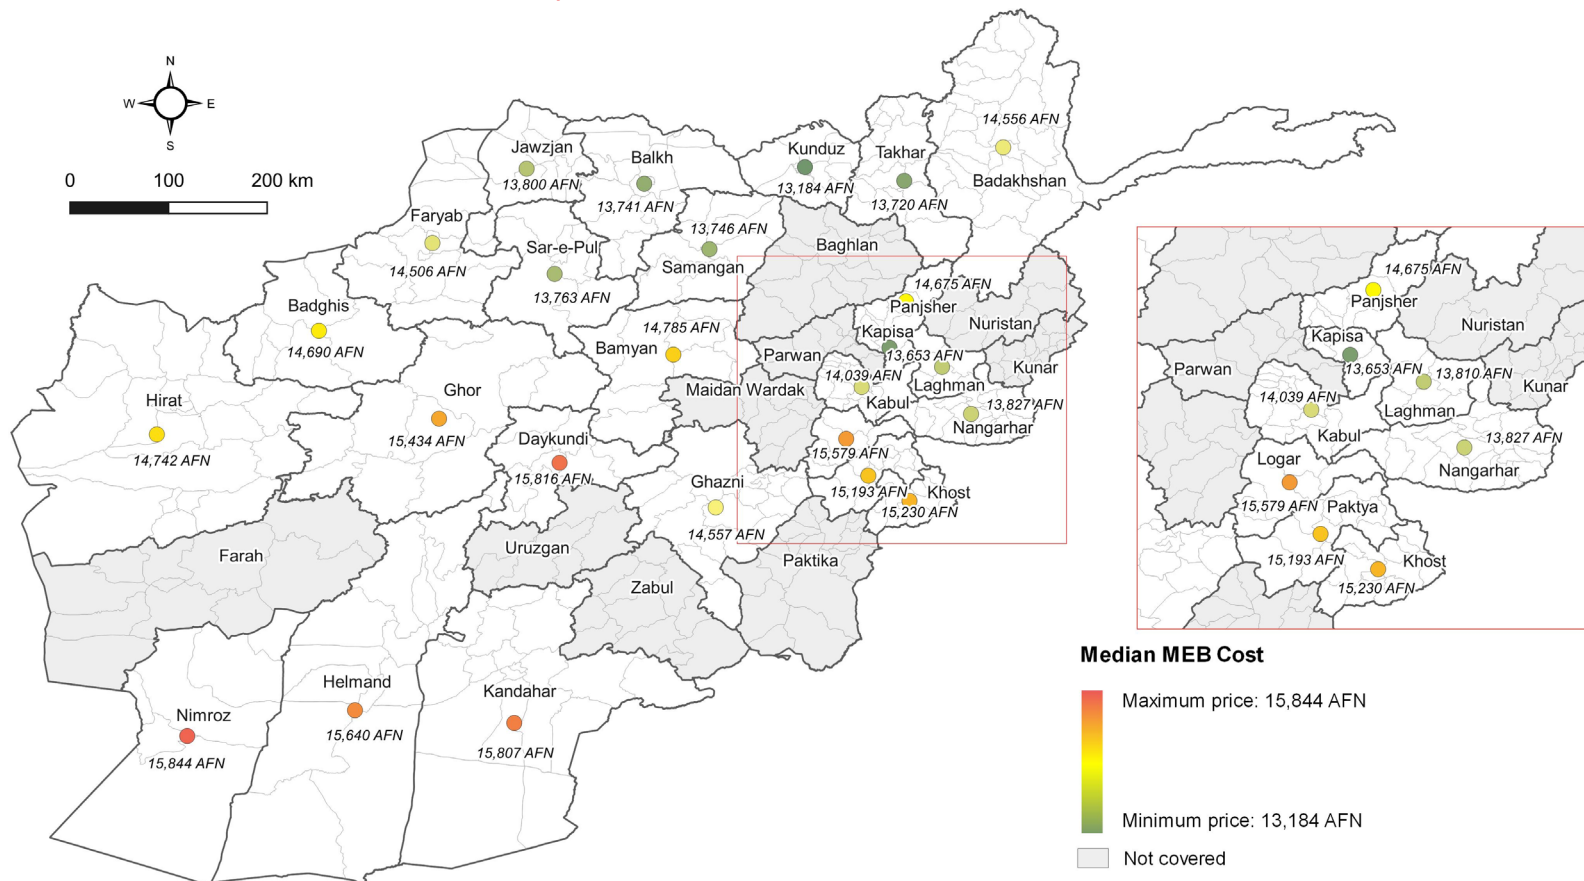 N
W
E
S
0
100
200 km
Jawzjan
13,800 AFN
Balkh
13,741 AFN
Kunduz
13,184 AFN
Takhar
13,720 AFN
14,556 AFN
Badakhshan
Faryab
14,506 AFN
Sar-e-Pul
13,763 AFN
13,746 AFN
Samangan
Baghlan
Badghis
14,690 AFN
14,785 AFN
Bamyan
14,675 AFN
Panjsher
Nuristan
Kapisa
13,653 AFN
Parwan
Kunar
14,039 AFN
Laghman
Maidan Wardak
Kabul
13,827 AFN
Nangarhar
Hirat
14,742 AFN
Ghor
15,434 AFN
Daykundi
15,816 AFN
15,579 AFN
Ghazni
14,557 AFN
15,193 AFN
Khost
15,230 AFN
Farah
Uruzgan
Zabul
Paktika
Nimroz
15,844 AFN
Helmand
15,640 AFN
Kandahar
15,807 AFN
14,675 AFN
Panjsher
Nuristan
Kapisa
13,653 AFN
Parwan
13,810 AFN
Kunar
14,039 AFN
Laghman
Kabul
13,827 AFN
Nangarhar
Logar
15,579 AFN
Paktya
15,193 AFN
Khost
15,230 AFN
Median MEB Cost
Maximum price: 15,844 AFN
Minimum price: 13,184 AFN
Not covered